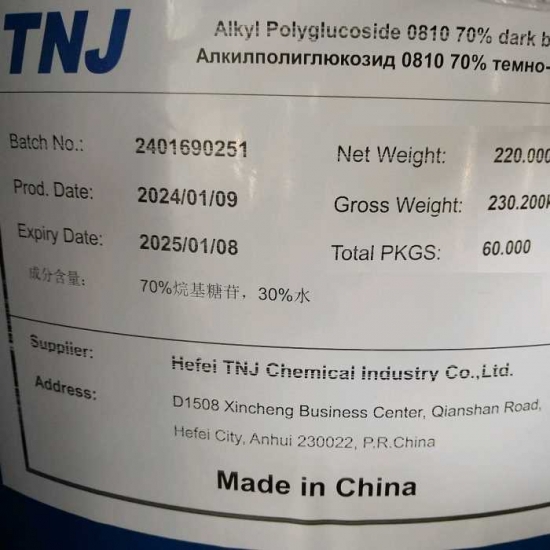 TNJ
Alkyl Polyglucoside 0810 70% dark b
Алкилполиглюкозид 0810 70% темно-
Batch No.: 2401690251
Net Weight: 220.000
Prod. Date: 2024/01/09
Gross Weight: 230.200k
Expiry Date: 2025/01/08
Total PKGS: 60.000
成分含量: 70%烷基糖苷，30%水
Supplier: Hefei TNJ Chemical Industry Co.,Ltd.
Address: D1508 Xincheng Business Center, Qianshan Road,
Hefei City, Anhui 230022, P.R.China
Made in China